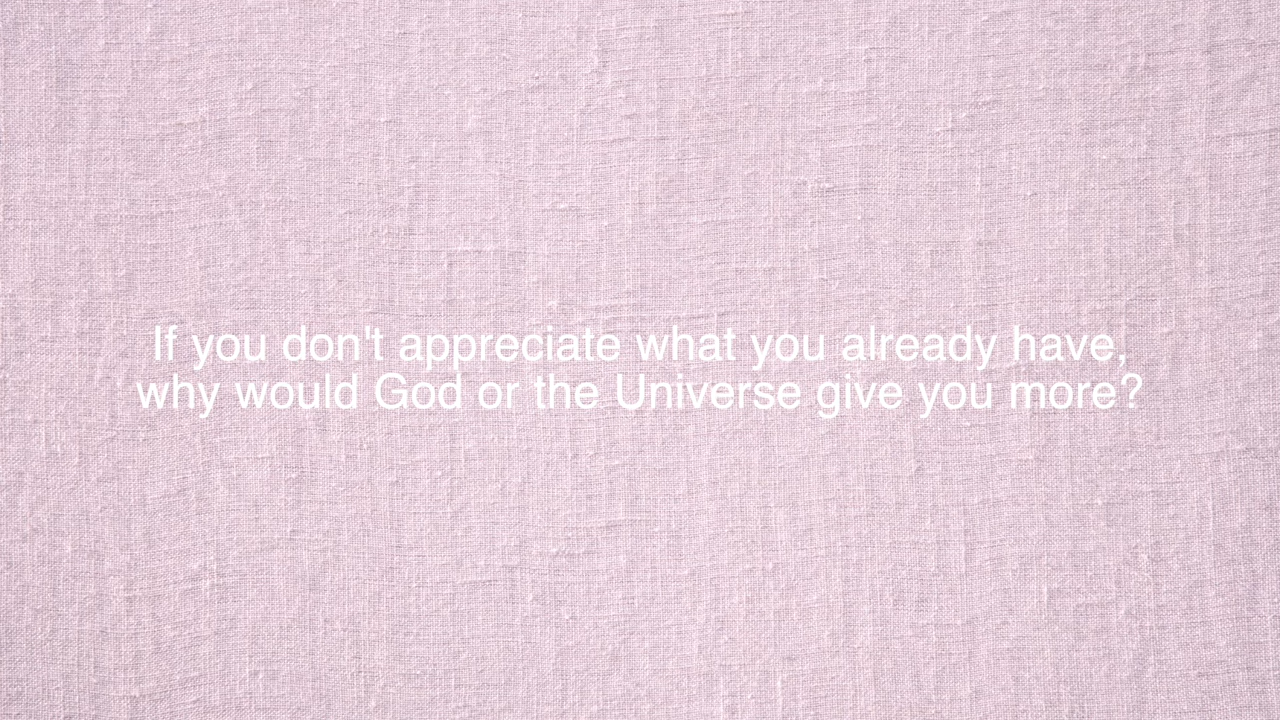 If you don't appreciate what you already have,
why would God or the Universe give you more?